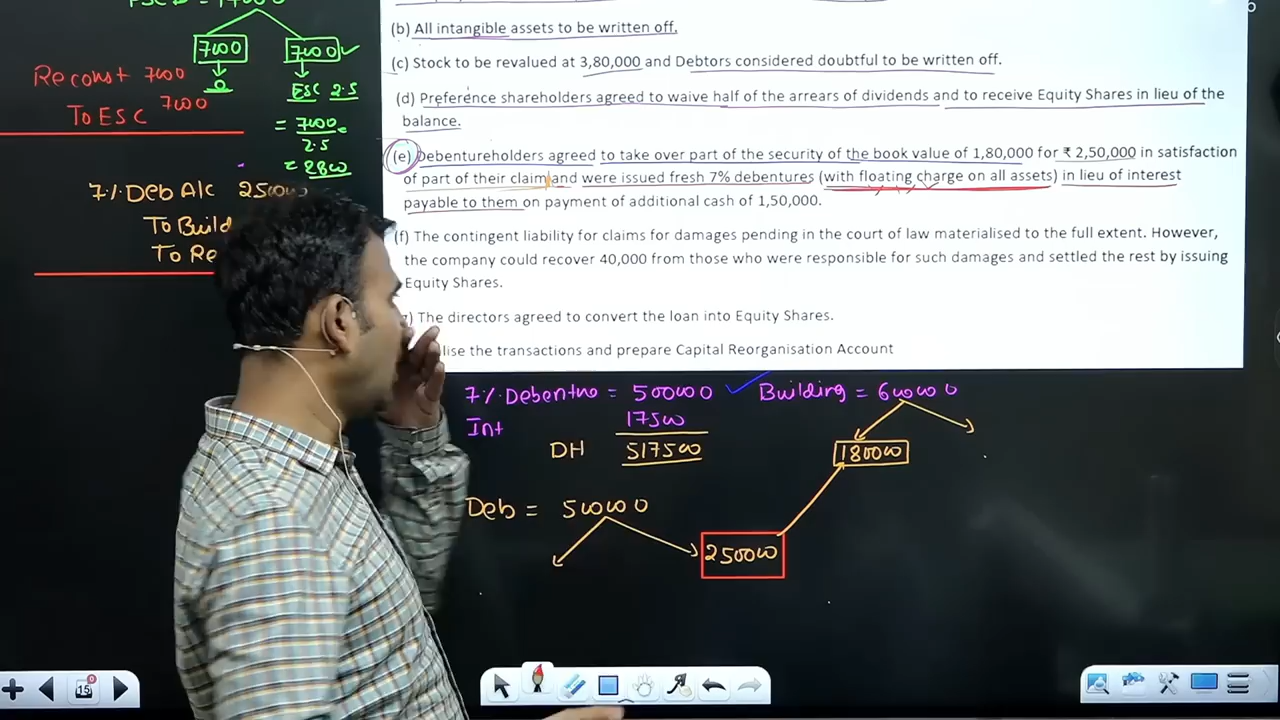 7000
7000
Reconst 7000
To ESC 7000
ESC 2.5
= 7000
2.5
= 2800
7% Deb A/c
To Build
To Re
(b) All intangible assets to be written off.
(c) Stock to be revalued at 3,80,000 and Debtors considered doubtful to be written off.
(d) Preference shareholders agreed to waive half of the arrears of dividends and to receive Equity Shares in lieu of the
balance.
(e) Debentureholders agreed to take over part of the security of the book value of 1,80,000 for ₹ 2,50,000 in satisfaction
of part of their claim and were issued fresh 7% debentures (with floating charge on all assets) in lieu of interest
payable to them on payment of additional cash of 1,50,000.
(f) The contingent liability for claims for damages pending in the court of law materialised to the full extent. However,
the company could recover 40,000 from those who were responsible for such damages and settled the rest by issuing
Equity Shares.
The directors agreed to convert the loan into Equity Shares.
lise the transactions and prepare Capital Reorganisation Account
7% Debenture = 500000 Building = 600000
Int 17500
DH 517500
180000
Deb = 500000
250000
15